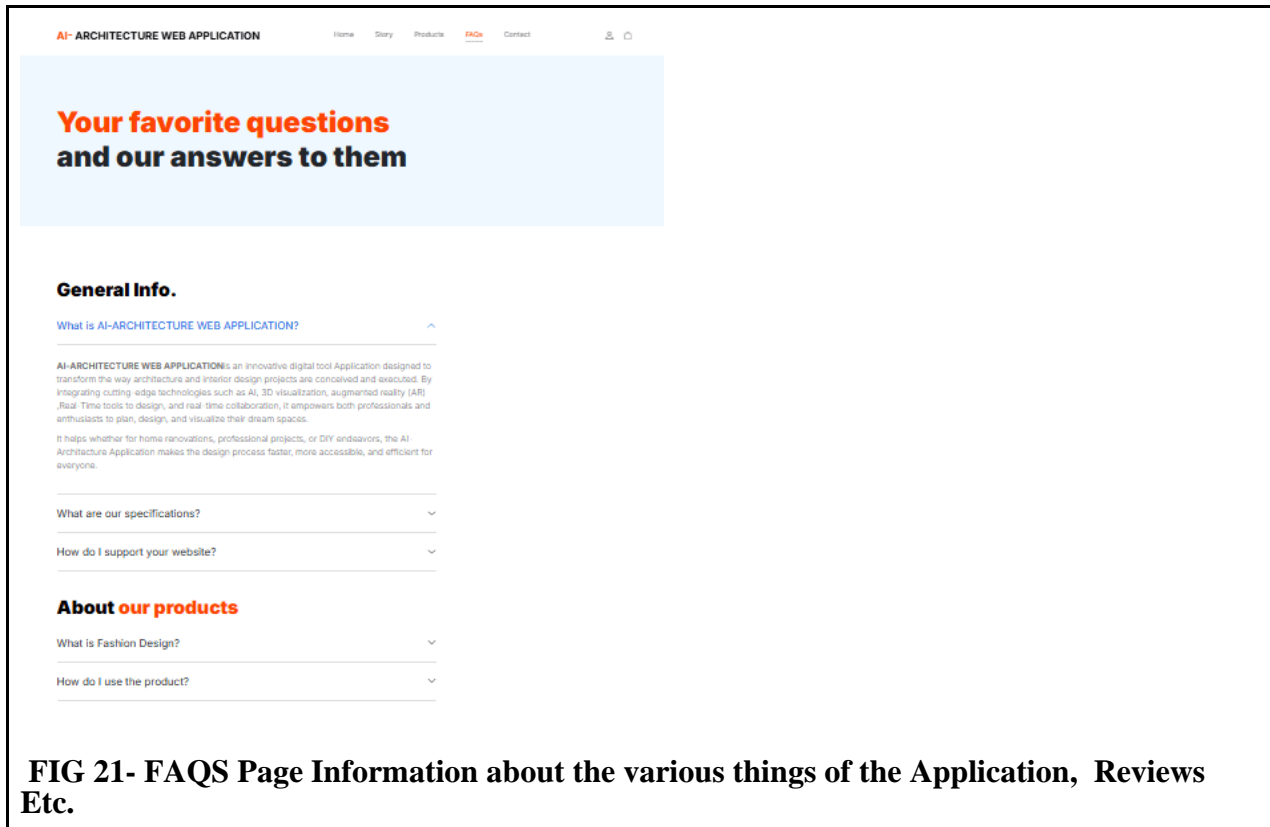 AI- ARCHITECTURE WEB APPLICATION Home Story Products FAQs Contact
Your favorite questions
and our answers to them
General Info.
What is AI-ARCHITECTURE WEB APPLICATION?
AI-ARCHITECTURE WEB APPLICATIONis an innovative digital tool Application designed to
transform the way architecture and interior design projects are conceived and executed. By
integrating cutting-edge technologies such as AI, 3D visualization, augmented reality (AR)
,Real-Time tools to design, and real-time collaboration, it empowers both professionals and
enthusiasts to plan, design, and visualize their dream spaces.
It helps whether for home renovations, professional projects, or DIY endeavors, the AI-
Architecture Application makes the design process faster, more accessible, and efficient for
everyone.
What are our specifications?
How do I support your website?
About our products
What is Fashion Design?
How do I use the product?
FIG 21- FAQS Page Information about the various things of the Application, Reviews
Etc.